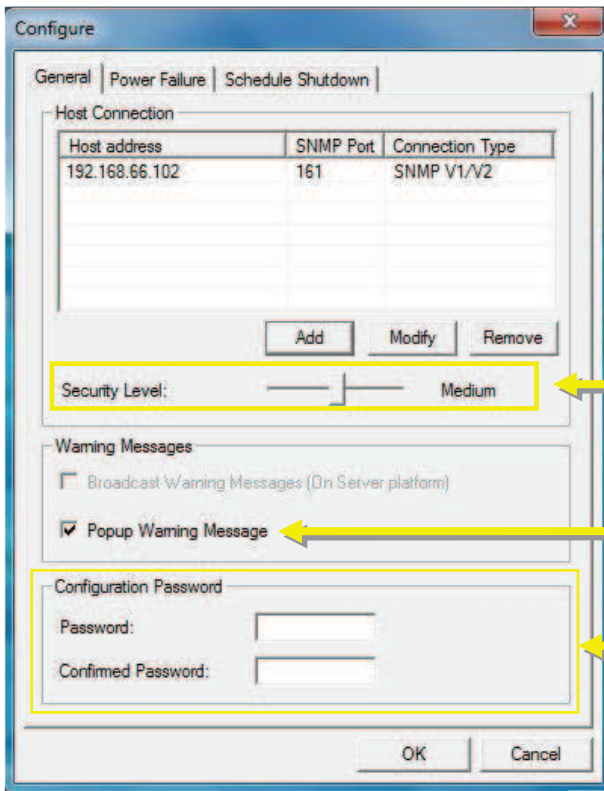 Configure
General Power Failure Schedule Shutdown
Host Connection
Host address SNMP Port Connection Type
192.168.66.102 161 SNMP V1/V2
Add Modify Remove
Security Level: Medium
Warning Messages
Broadcast Warning Messages (On Server platform)
Popup Warning Message
Configuration Password
Password:
Confirmed Password:
OK Cancel